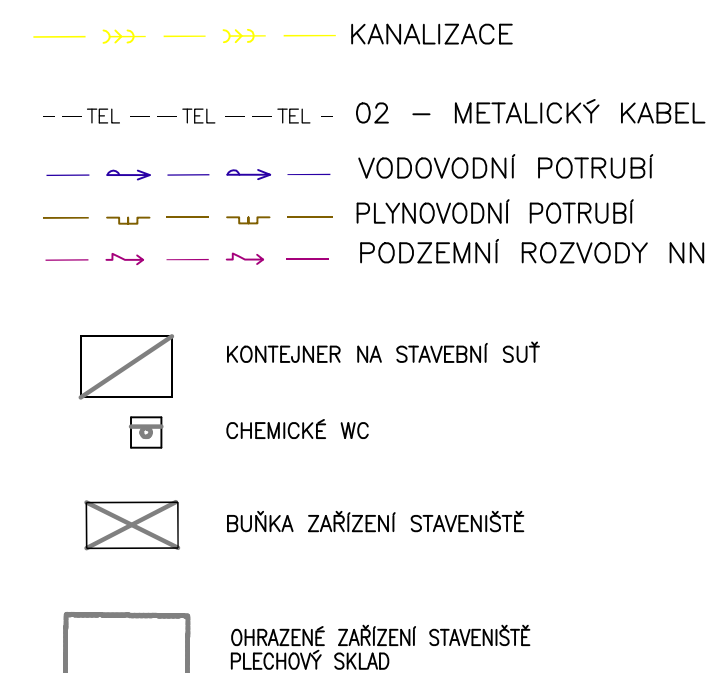 KANALIZACE
TEL TEL TEL O2 – METALICKÝ KABEL
VODOVODNÍ POTRUBÍ
PLYNOVODNÍ POTRUBÍ
PODZEMNÍ ROZVODY NN
KONTEJNER NA STAVEBNÍ SUŤ
CHEMICKÉ WC
BUŇKA ZAŘÍZENÍ STAVENIŠTĚ
OHRAZENÉ ZAŘÍZENÍ STAVENIŠTĚ
PLECHOVÝ SKLAD